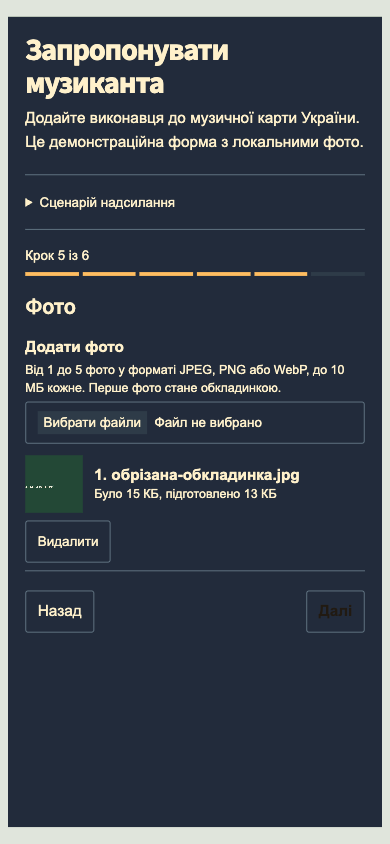 Запропонувати
музиканта
Додайте виконавця до музичної карти України.
Це демонстраційна форма з локальними фото.
Сценарій надсилання
Крок 5 із 6
Фото
Додати фото
Від 1 до 5 фото у форматі JPEG, PNG або WebP, до 10
МБ кожне. Перше фото стане обкладинкою.
Вибрати файли Файл не вибрано
1. обрізана-обкладинка.jpg
Було 15 КБ, підготовлено 13 КБ
Видалити
Назад Далі